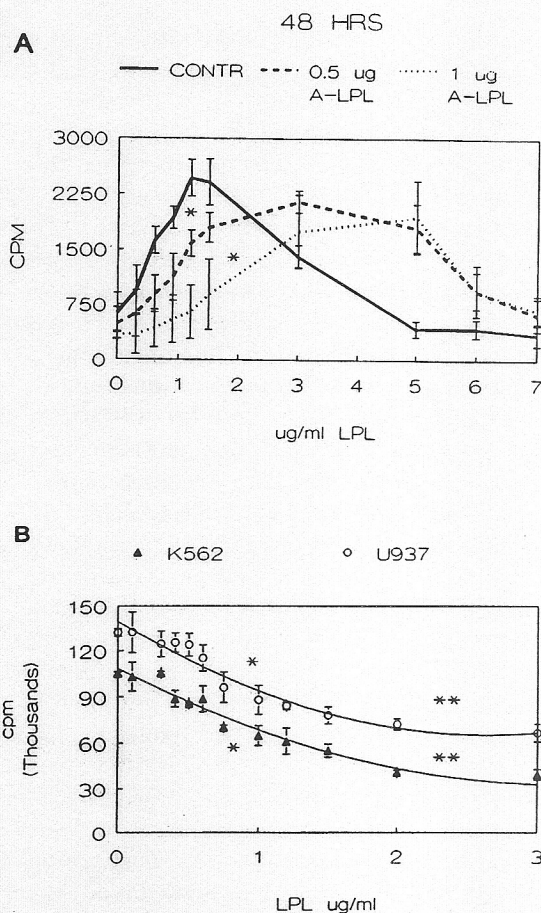 48 HRS
A
CONTR 0.5 ug A-LPL 1 ug A-LPL
3000
2250
1500
750
0
CPM
*
*
0 1 2 3 4 5 6 7
ug/ml LPL
B
K562 U937
150
120
90
60
30
0
cpm (Thousands)
*
**
*
**
0 1 2 3
LPL ug/ml